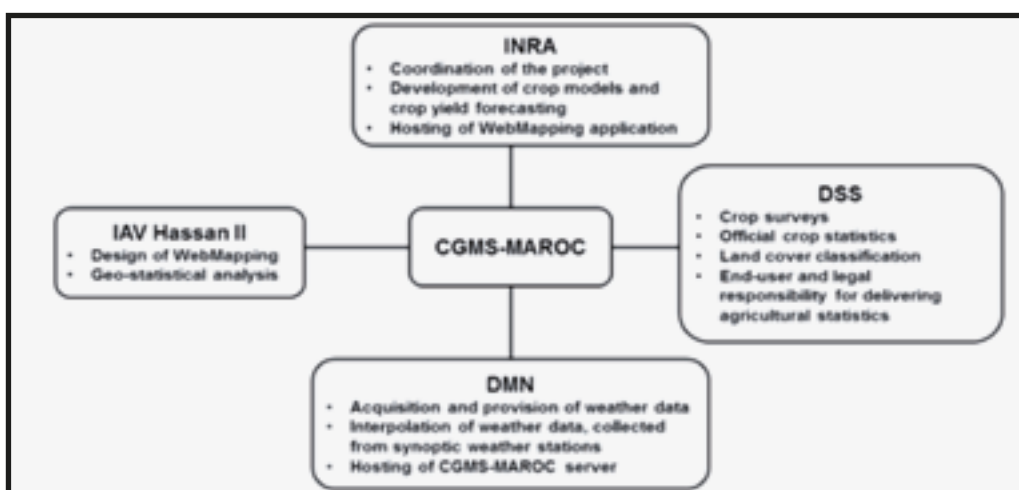 INRA
• Coordination of the project
• Development of crop models and
crop yield forecasting
• Hosting of WebMapping application
IAV Hassan II
• Design of WebMapping
• Geo-statistical analysis
CGMS-MAROC
DSS
• Crop surveys
• Official crop statistics
• Land cover classification
• End-user and legal
responsibility for delivering
agricultural statistics
DMN
• Acquisition and provision of weather data
• Interpolation of weather data, collected
from synoptic weather stations
• Hosting of CGMS-MAROC server